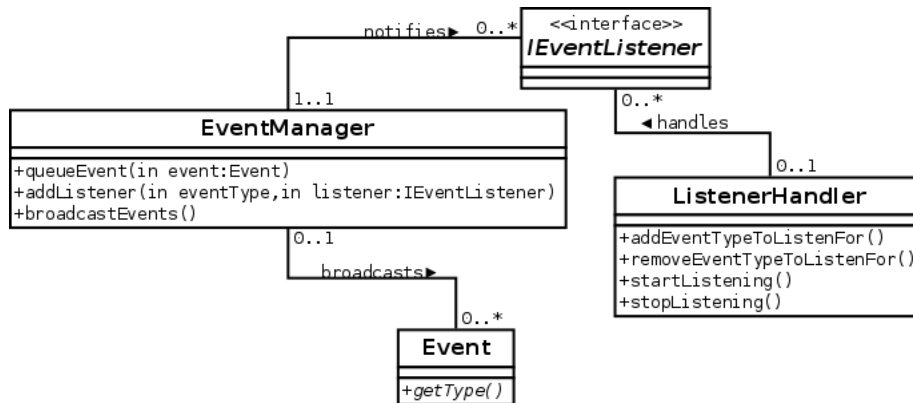 notifies► 0..*
<<interface>>
IEventListener
1..1
0..*
◄ handles
EventManager
+queueEvent(in event:Event)
+addListener(in eventType,in listener:IEventListener)
+broadcastEvents()
0..1
ListenerHandler
+addEventTypeToListenFor()
+removeEventTypeToListenFor()
+startListening()
+stopListening()
0..1
broadcasts►
0..*
Event
+getType()